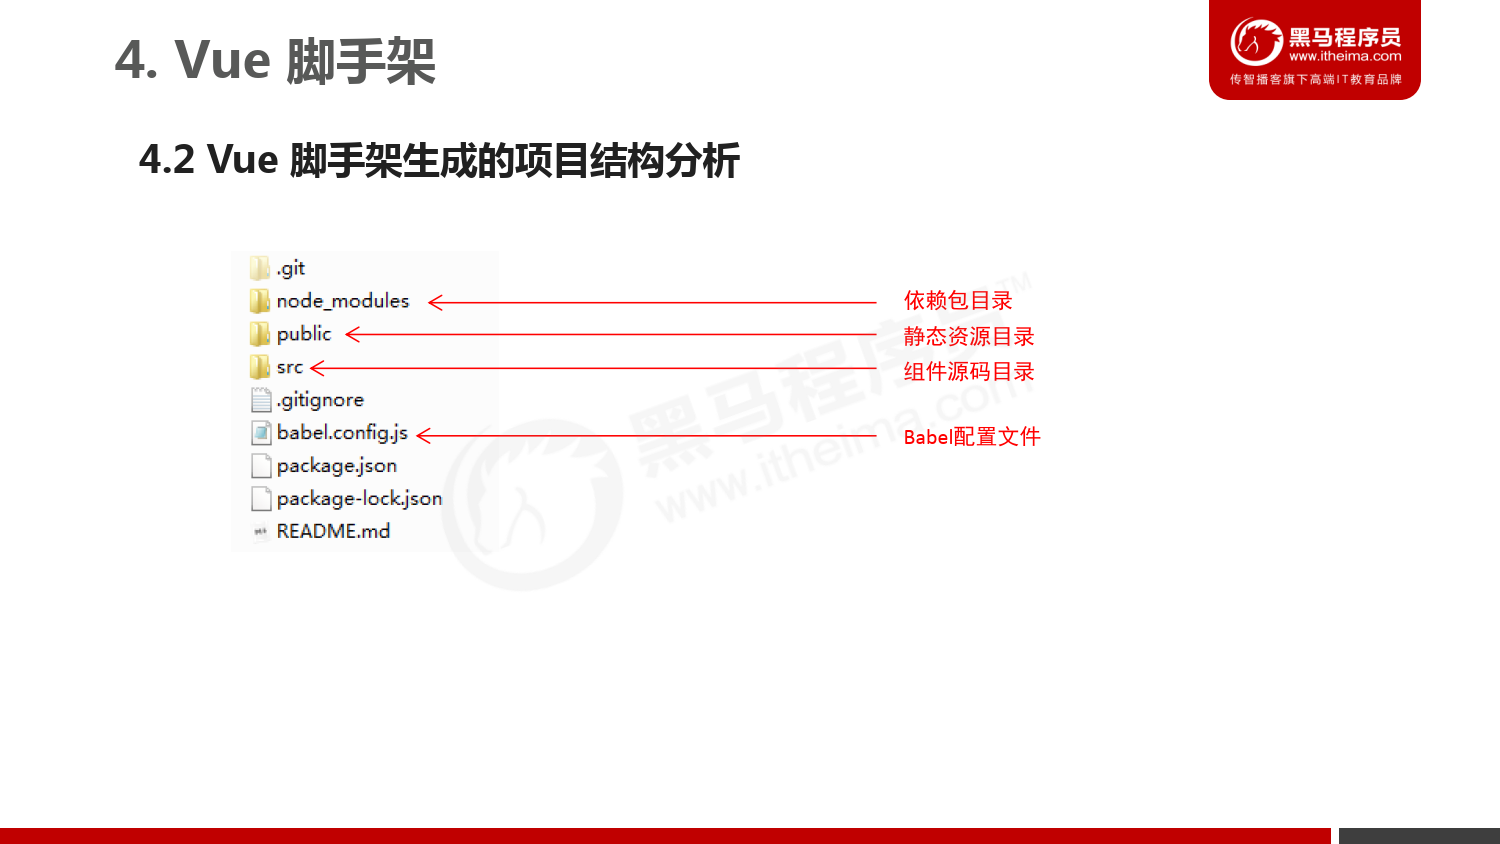 4. Vue 脚手架
黑马程序员
www.itheima.com
传智播客旗下高端IT教育品牌
4.2 Vue 脚手架生成的项目结构分析
.git
node_modules
依赖包目录
public
静态资源目录
src
组件源码目录
.gitignore
babel.config.js
Babel配置文件
package.json
package-lock.json
README.md
黑马程序员™
www.itheima.com